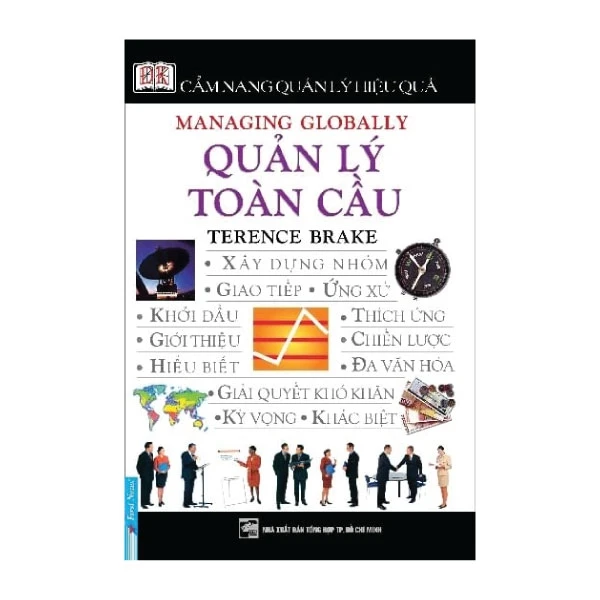 DK
CẨM NANG QUẢN LÝ HIỆU QUẢ
MANAGING GLOBALLY
QUẢN LÝ
TOÀN CẦU
TERENCE BRAKE
• XÂY DỰNG NHÓM
• GIAO TIẾP • ỨNG XỬ
• KHỞI ĐẦU
• THÍCH ỨNG
• GIỚI THIỆU
• CHIẾN LƯỢC
• HIỂU BIẾT
• ĐA VĂN HÓA
• GIẢI QUYẾT KHÓ KHĂN
• KỲ VỌNG • KHÁC BIỆT
First News
NHÀ XUẤT BẢN TỔNG HỢP TP. HỒ CHÍ MINH